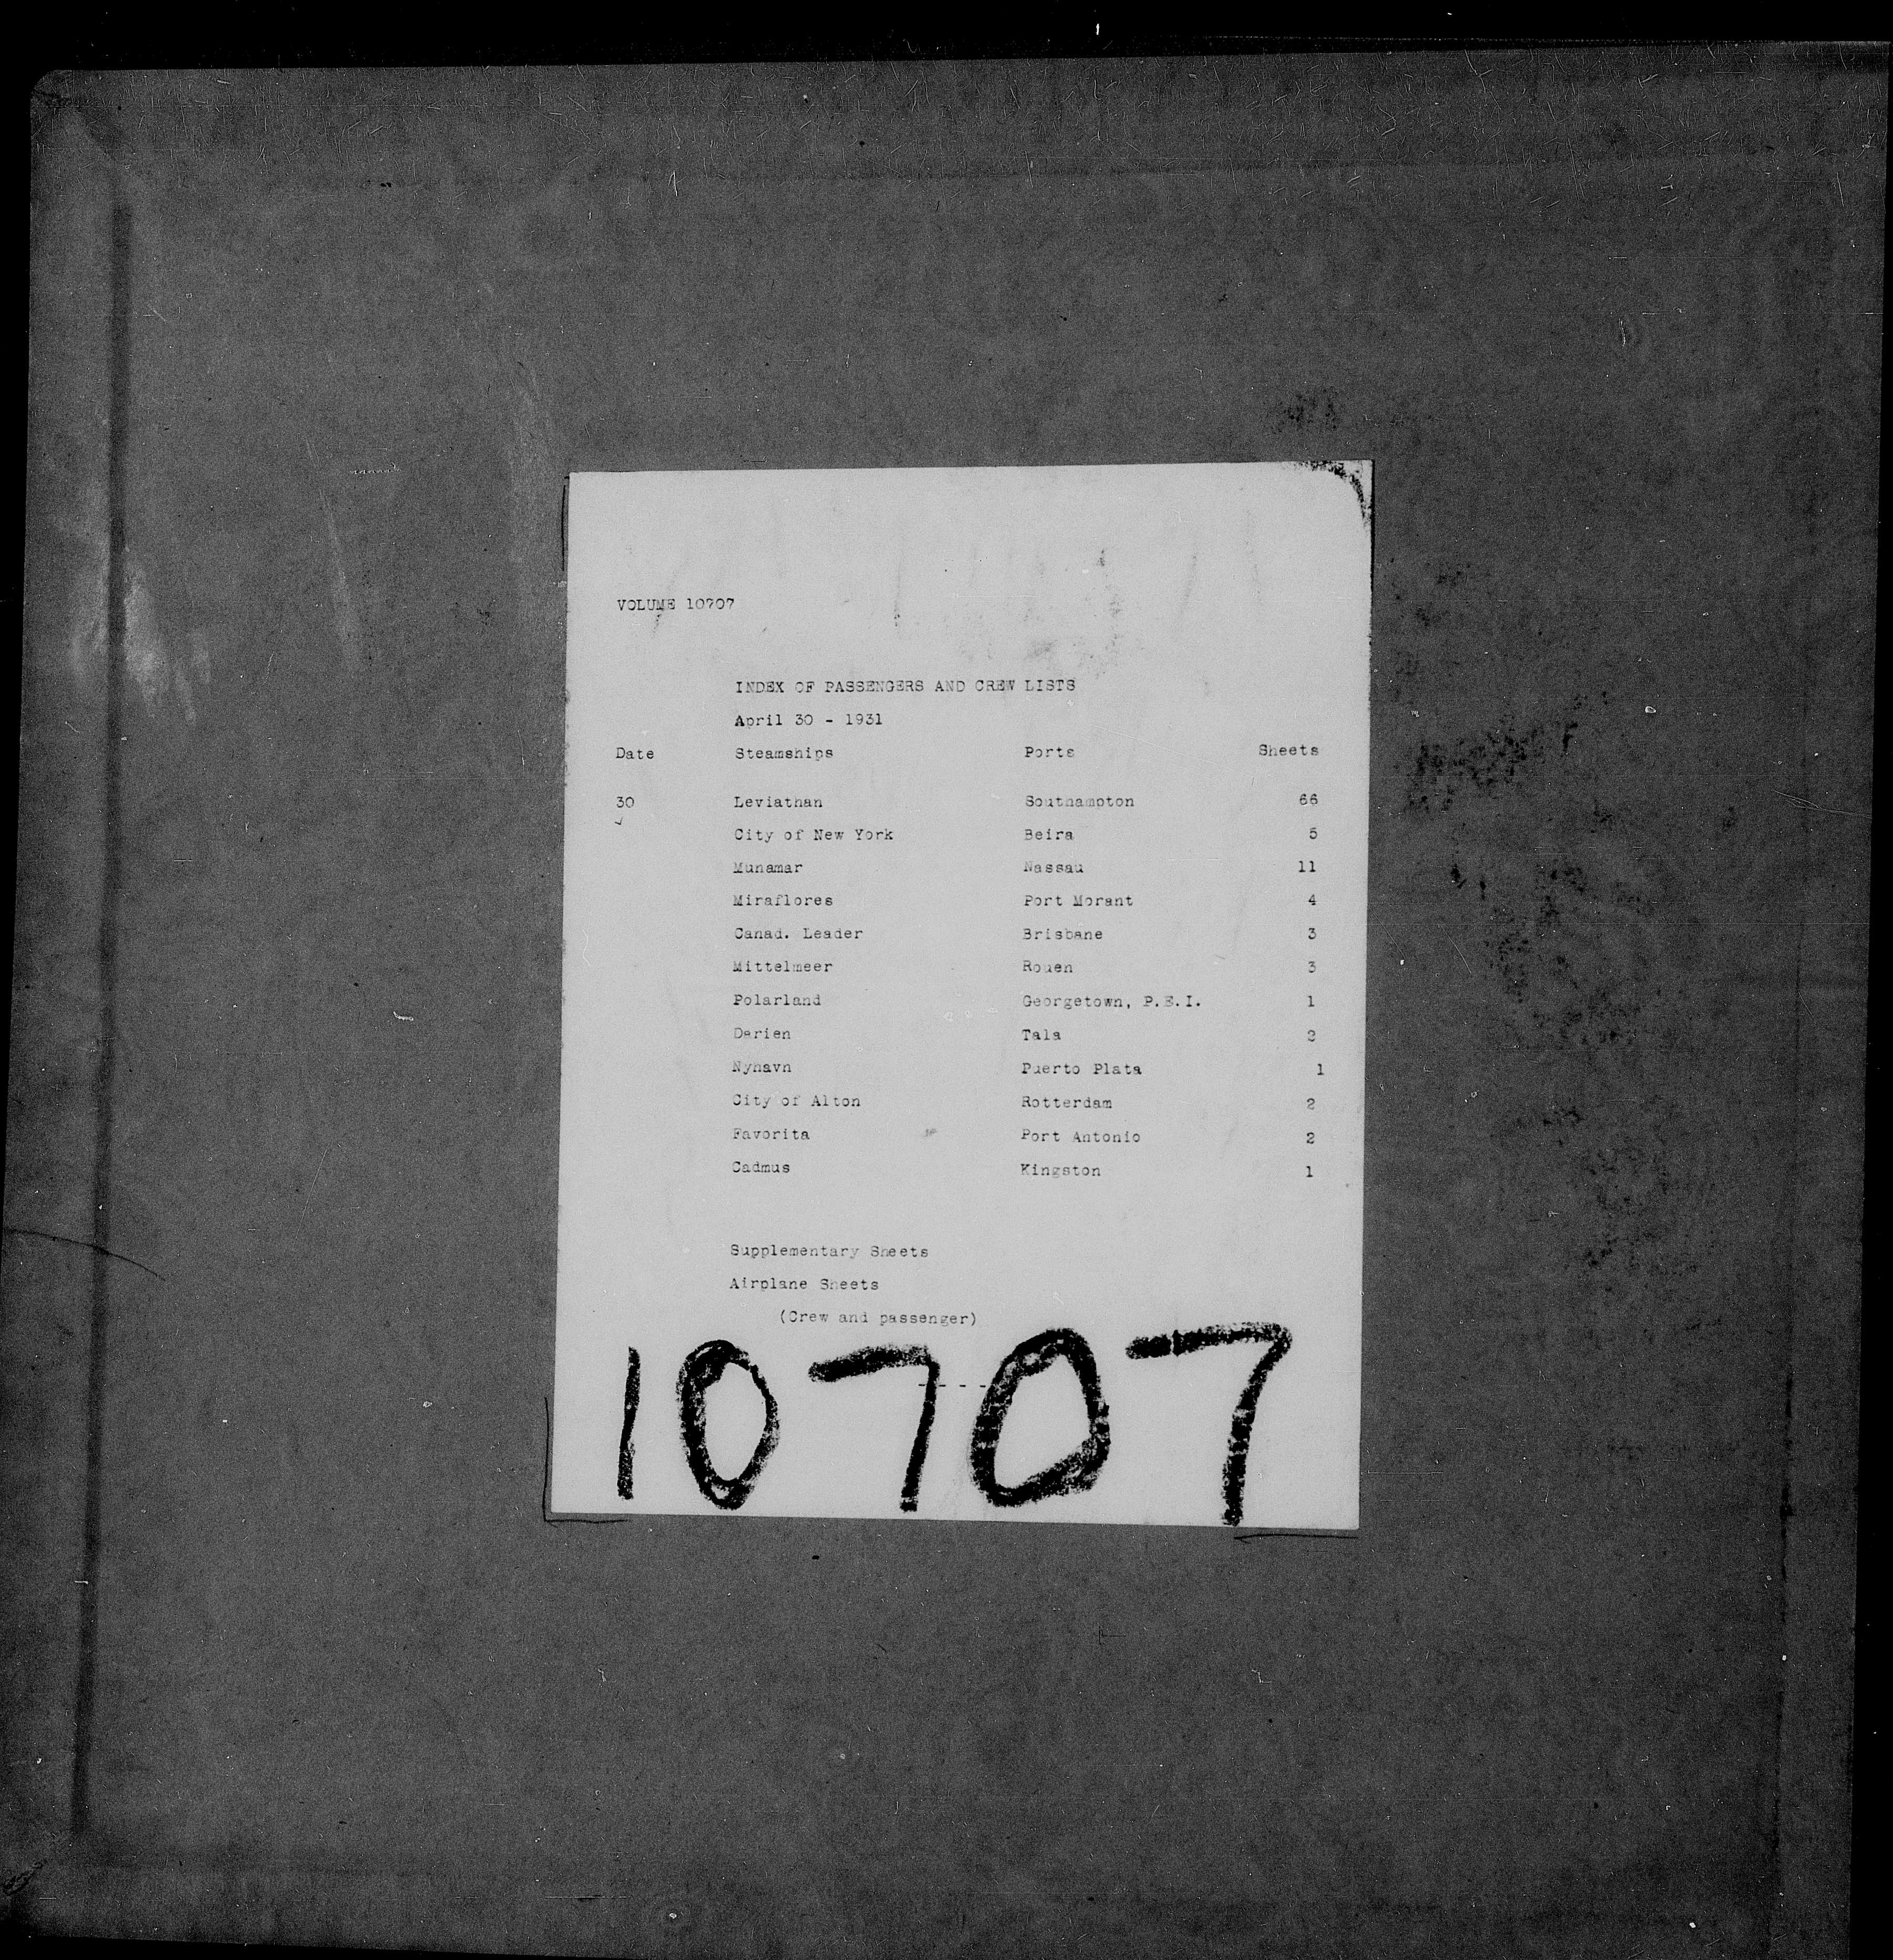 VOLUME 10707
INDEX OF PASSENGERS AND CREW LISTS
April 30 - 1931
Date Steamships Ports Sheets
30 Leviathan Southampton 66
City of New York Beira 5
Munamar Nassau 11
Miraflores Port Morant 4
Canad. Leader Brisbane 3
Mittelmeer Rouen 3
Polarland Georgetown, P.E.I. 1
Darien Tala 2
Nyhavn Puerto Plata 1
City of Alton Rotterdam 2
Favorita Port Antonio 2
Cadmus Kingston 1
Supplementary Sheets
Airplane Sheets
(Crew and passenger)
- - - - -
10707